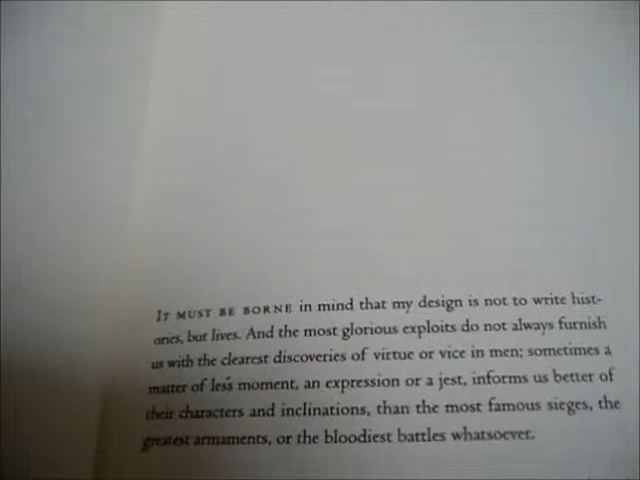 IT MUST BE BORNE in mind that my design is not to write hist-
ories, but lives. And the most glorious exploits do not always furnish
us with the clearest discoveries of virtue or vice in men; sometimes a
matter of less moment, an expression or a jest, informs us better of
their characters and inclinations, than the most famous sieges, the
greatest armaments, or the bloodiest battles whatsoever.